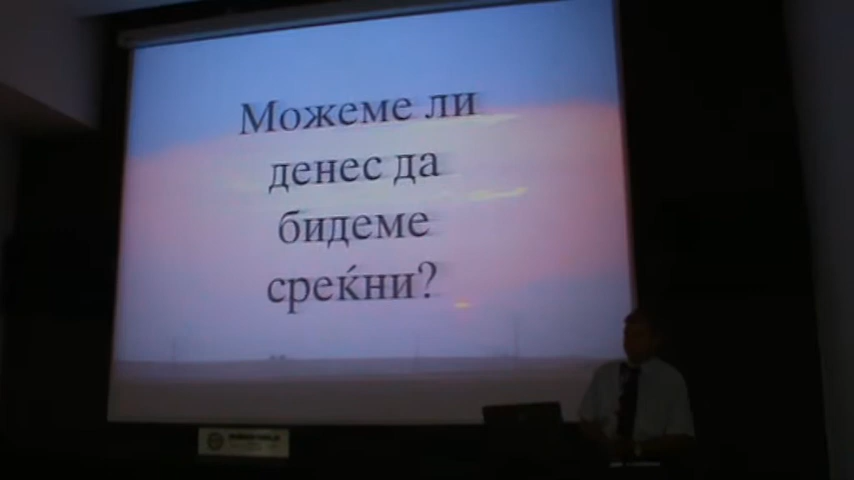 Можеме ли
денес да
бидеме
среќни?